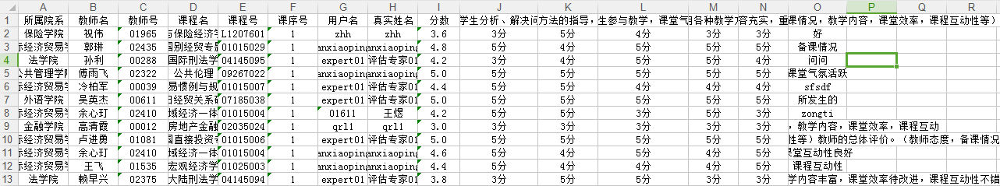 A B C D E F G H I J K L M N O P Q R
1 所属院系 教师名 教师号 课程名 课程号 课序号 用户名 真实姓名 分数 学生分析、解决问 方法的指导, 生参与教学,课堂气 用各种教学 内容充实,重 课情况,教学内容,课堂效率,课程互动性等)
2 保险学院 祝伟 01965 与保险经济学 L1207601 1 zhh zhh 3.6 3分 5分 4分 3分 3分 好
3 际经济贸易学 郭琳 02435 国别经贸专题 01015029 1 anxiaoping anxiaoping 4.8 5分 4分 5分 5分 5分 备课情况
4 法学院 孙利 00288 国际刑法学 04145095 1 expert01 评估专家01 4.2 3分 4分 5分 5分 4分 问问
5 公共管理学院 傅雨飞 02322 公共伦理 09267022 1 anxiaoping anxiaoping 5.0 5分 5分 5分 5分 5分 课堂气氛活跃
6 际经济贸易学 冷柏军 00039 易惯例与规 01015007 1 expert01 评估专家01 4.4 5分 5分 4分 4分 4分 sfsdf
7 外语学院 吴英杰 00611 日经贸关系研 07185038 1 expert01 评估专家01 5.0 5分 5分 5分 5分 5分 所发生的
8 际经济贸易学 余心玎 02410 域经济一体 01015004 1 01611 王煜 4.2 5分 5分 3分 5分 3分 zongti
9 金融学院 高清霞 00012 房地产金融 02035024 1 qrl1 qrl1 3.0 3分 3分 3分 3分 3分 ,教学内容,课堂效率,课程互动
10 际经济贸易学 卢进勇 01081 国直接投资专 01015006 1 expert01 评估专家01 5.0 5分 5分 5分 5分 5分 性等)教师的总体评价。(教师态度,备课情况
11 际经济贸易学 余心玎 02410 域经济一体 01015004 1 anxiaoping anxiaoping 4.6 5分 4分 5分 4分 5分 课堂互动性良好
12 际经济贸易学 王飞 01535 宏观经济学 01025003 1 anxiaoping anxiaoping 4.4 5分 4分 5分 4分 4分 课程互动性
13 法学院 赖早兴 02375 大陆刑法学 04145094 1 expert01 评估专家01 3.8 3分 4分 5分 4分 3分 学内容丰富,课堂效率待改进,课程互动性不错